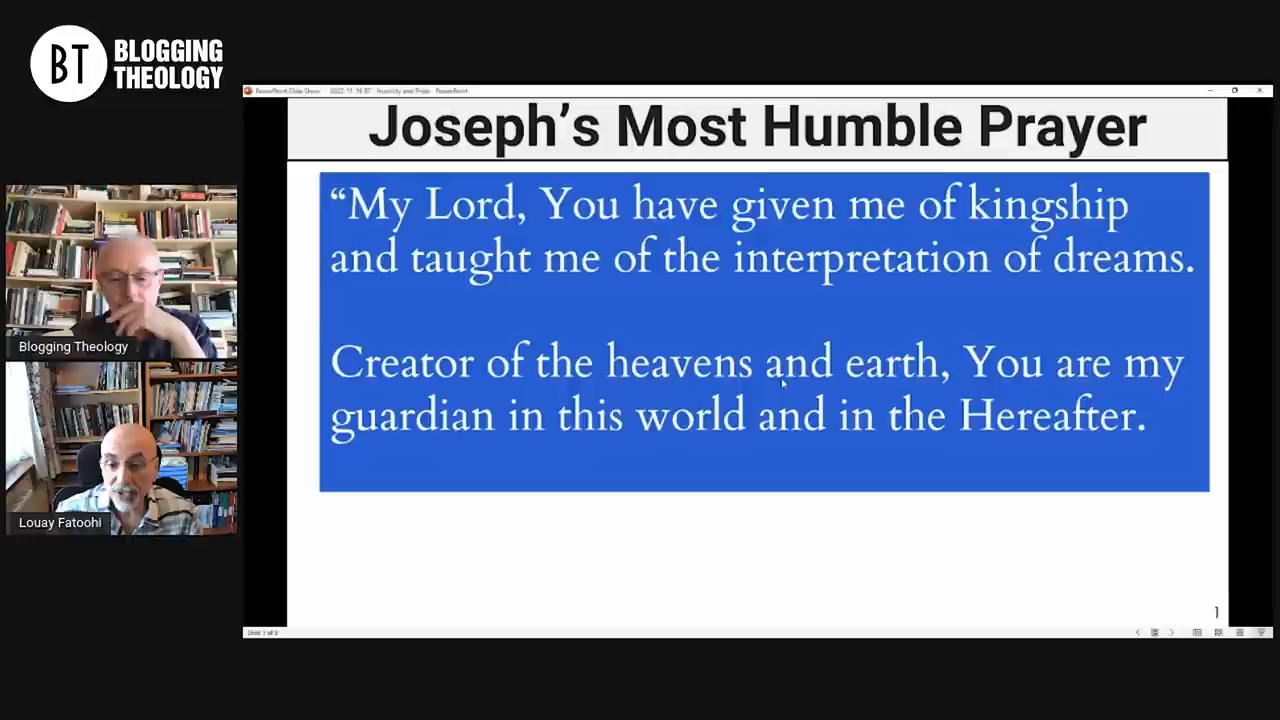 BT BLOGGING
THEOLOGY
Joseph’s Most Humble Prayer
“My Lord, You have given me of kingship
and taught me of the interpretation of dreams.
Creator of the heavens and earth, You are my
guardian in this world and in the Hereafter.
1
Blogging Theology
Louay Fatoohi